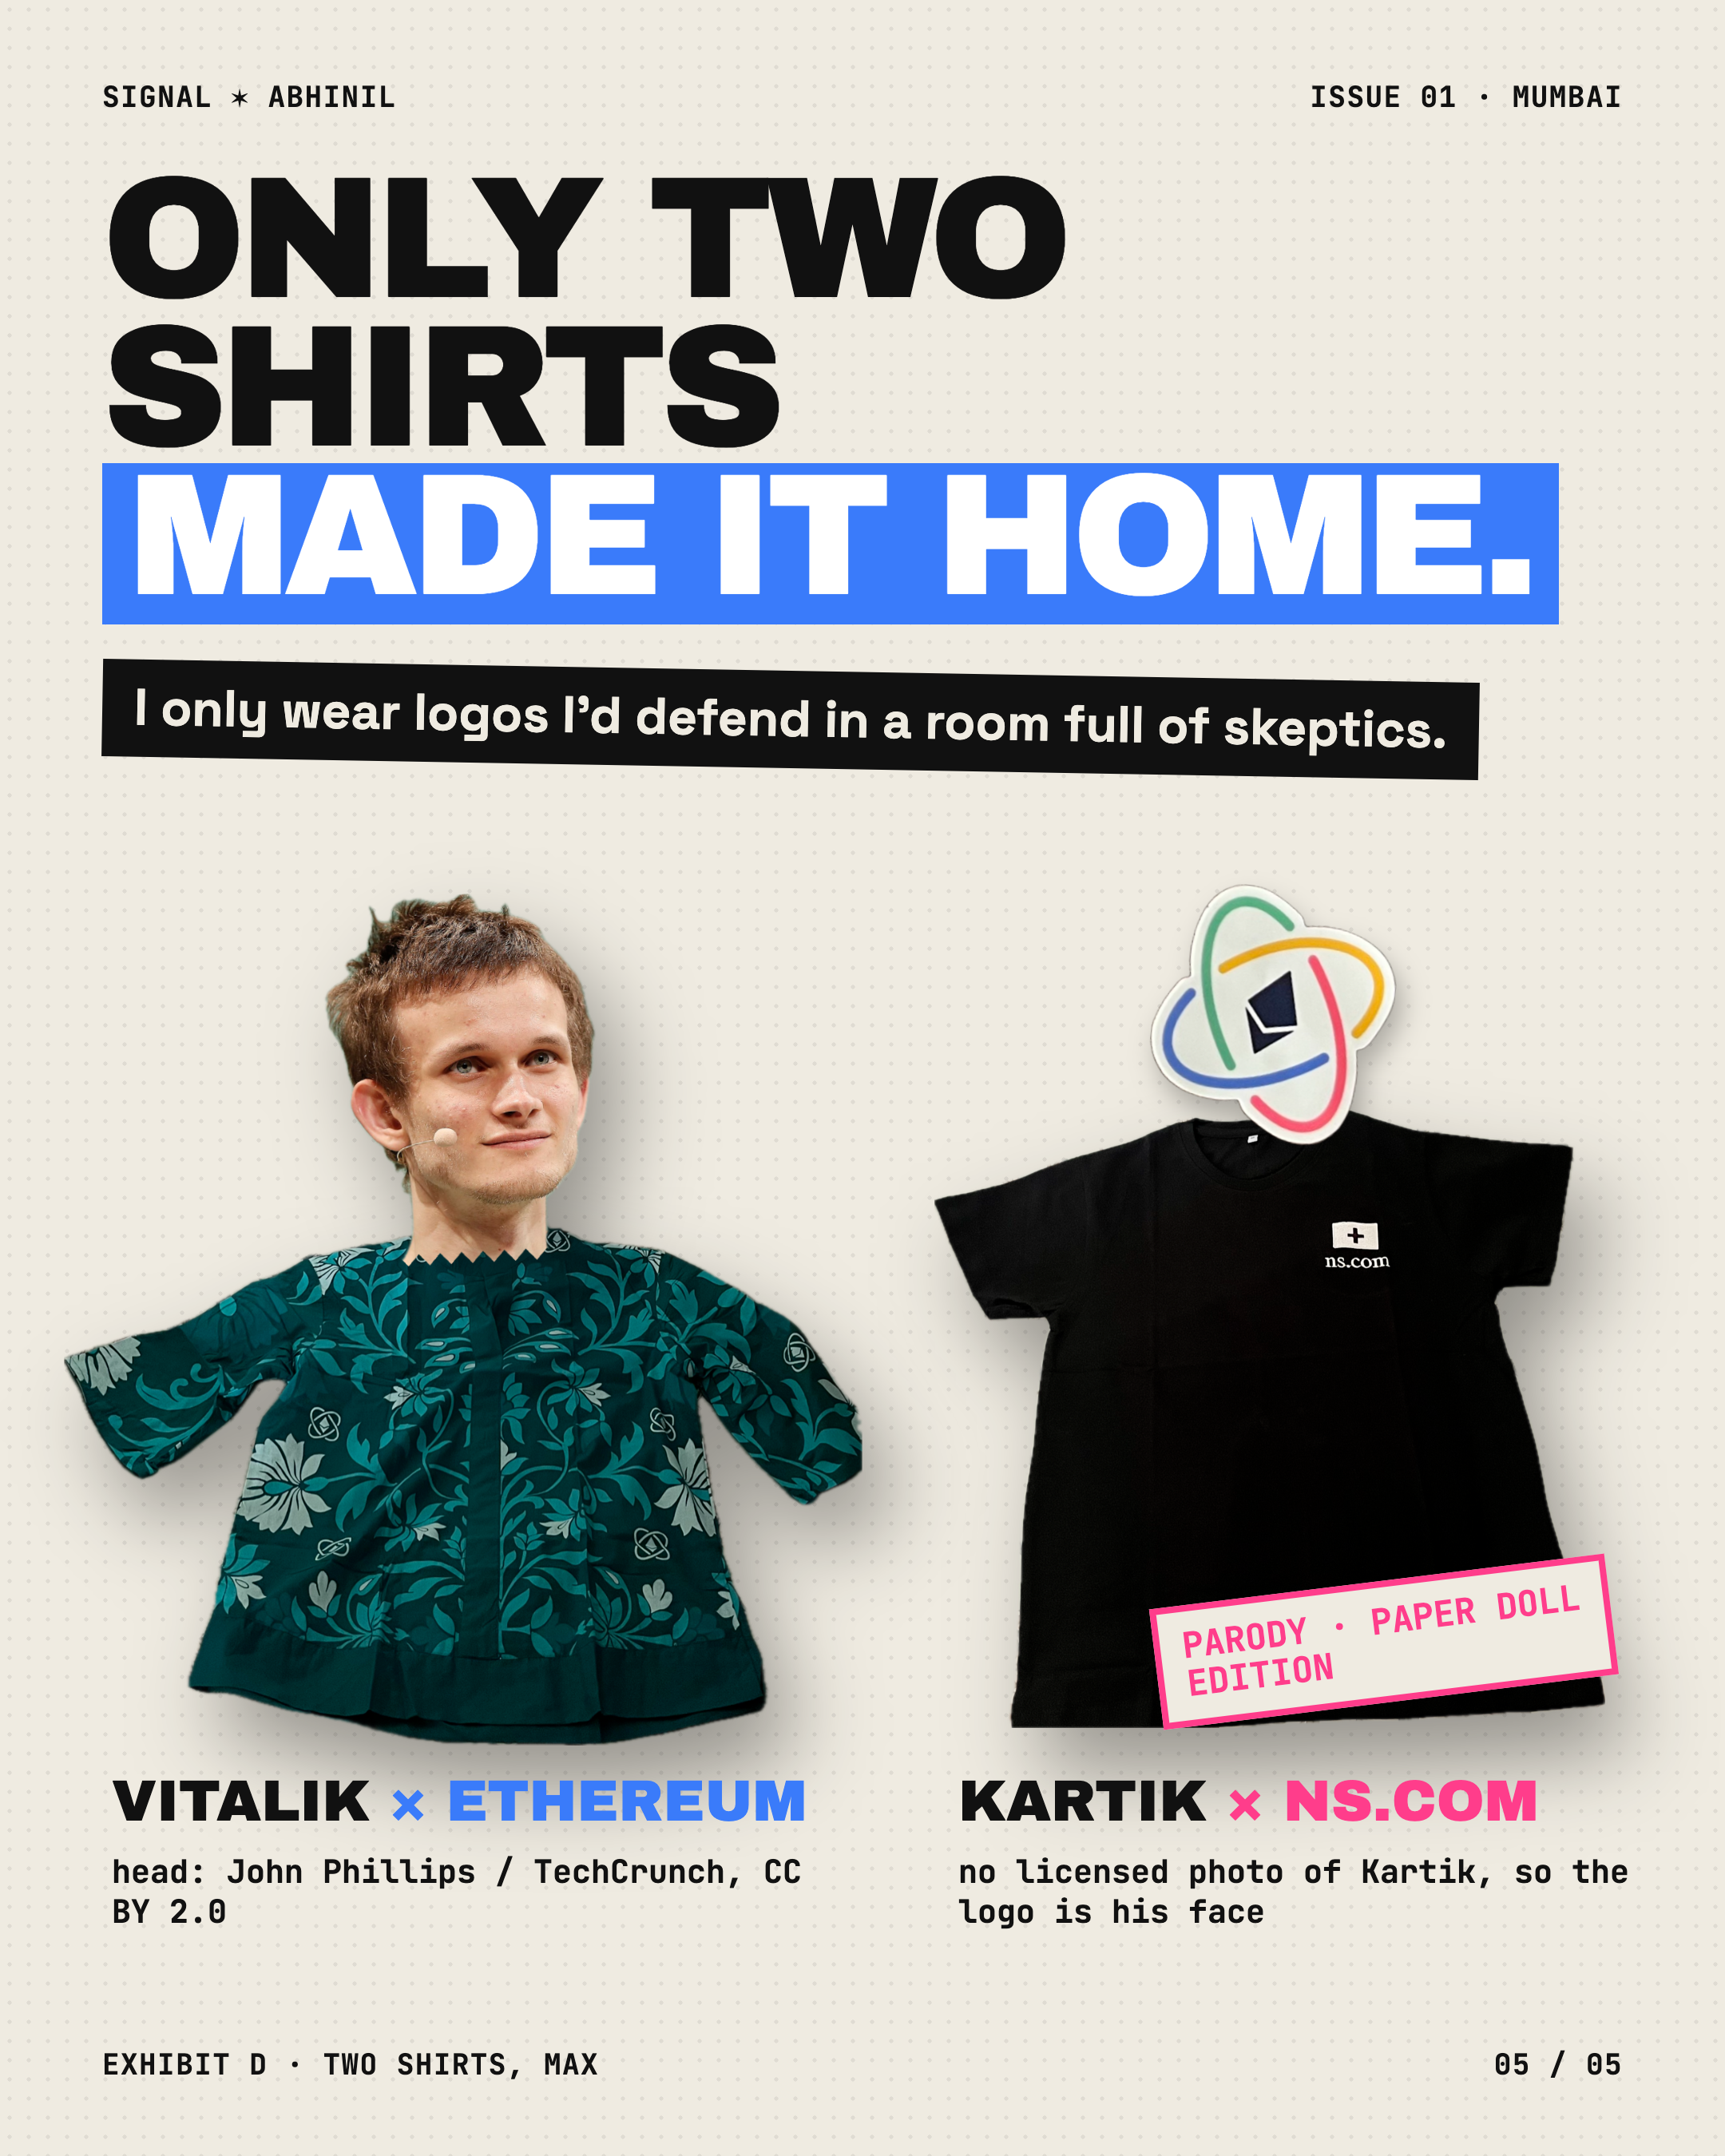 SIGNAL ✶ ABHINIL
ISSUE 01 · MUMBAI
ONLY TWO
SHIRTS
MADE IT HOME.
I only wear logos I’d defend in a room full of skeptics.
ns.com
PARODY · PAPER DOLL
EDITION
VITALIK × ETHEREUM
head: John Phillips / TechCrunch, CC
BY 2.0
KARTIK × NS.COM
no licensed photo of Kartik, so the
logo is his face
EXHIBIT D · TWO SHIRTS, MAX
05 / 05